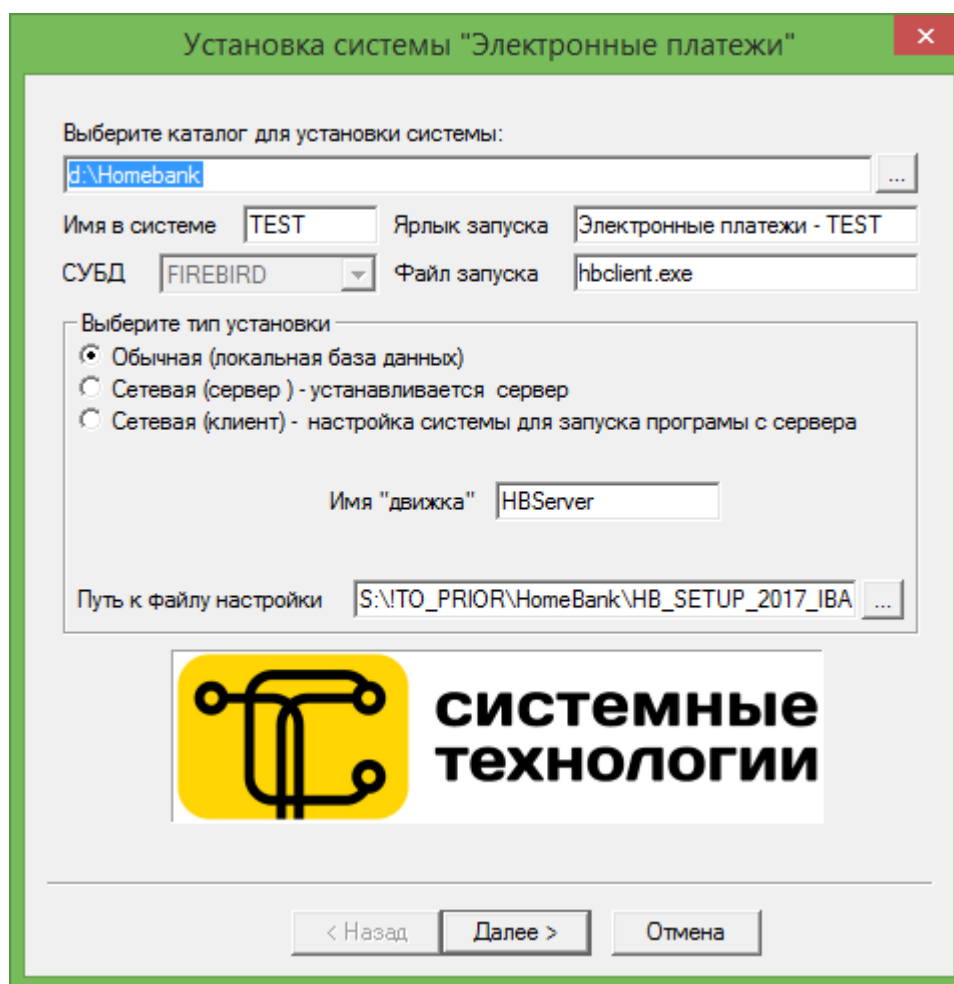 Установка системы "Электронные платежи"
Выберите каталог для установки системы:
d:\Homebank
...
Имя в системе TEST Ярлык запуска Электронные платежи - TEST
СУБД FIREBIRD Файл запуска hbclient.exe
Выберите тип установки
Обычная (локальная база данных)
Сетевая (сервер ) - устанавливается сервер
Сетевая (клиент) - настройка системы для запуска програмы с сервера
Имя "движка" HBServer
Путь к файлу настройки S:\!TO_PRIOR\HomeBank\HB_SETUP_2017_IBA ...
системные
технологии
< Назад Далее > Отмена